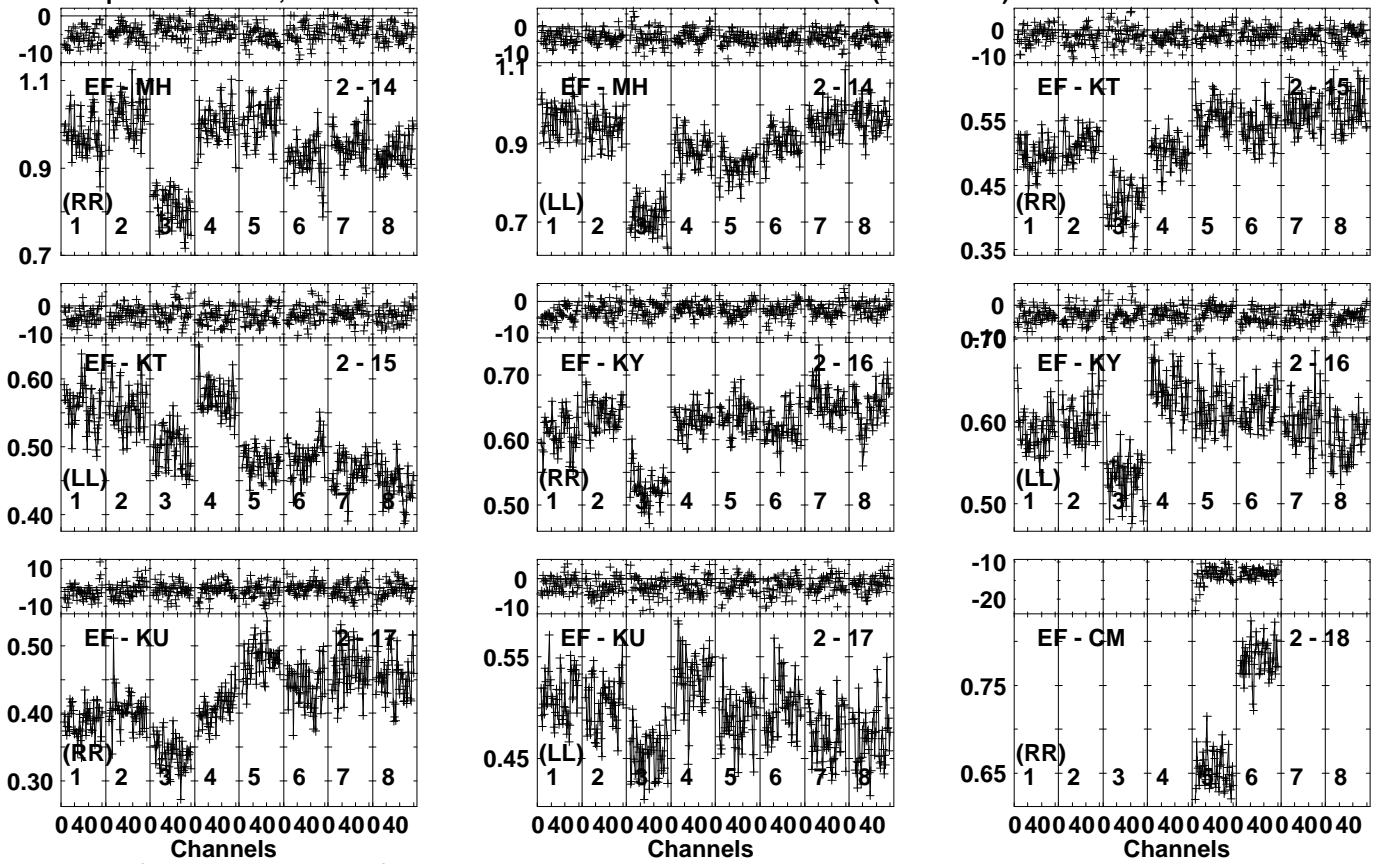 0
-10
1.1
EF - MH 2 - 14
0.9
(RR)
1 2 3 4 5 6 7 8
0.7
0
-10
1.1
EF - MH 2 - 14
0.9
(LL)
0.7
1 2 3 4 5 6 7 8
0
-10
EF - KT 2 - 15
0.55
0.45
(RR)
1 2 3 4 5 6 7 8
0.35
0
-10
EF - KT 2 - 15
0.60
0.50
(LL)
1 2 3 4 5 6 7 8
0.40
0
-10
EF - KY 2 - 16
0.70
0.60
(RR)
1 2 3 4 5 6 7 8
0.50
0
-10
0.70
EF - KY 2 - 16
0.60
(LL)
1 2 3 4 5 6 7 8
0.50
10
0
-10
EF - KU 2 - 17
0.50
0.40
(RR)
1 2 3 4 5 6 7 8
0.30
0
-10
EF - KU 2 - 17
0.55
(LL)
0.45
1 2 3 4 5 6 7 8
-10
-20
EF - CM 2 - 18
0.75
(RR)
0.65
1 2 3 4 5 6 7 8
0 40 0 40 0 40 0 40 0 40 0 40 0 40 0 40
Channels
0 40 0 40 0 40 0 40 0 40 0 40 0 40 0 40
Channels
0 40 0 40 0 40 0 40 0 40 0 40 0 40 0 40
Channels